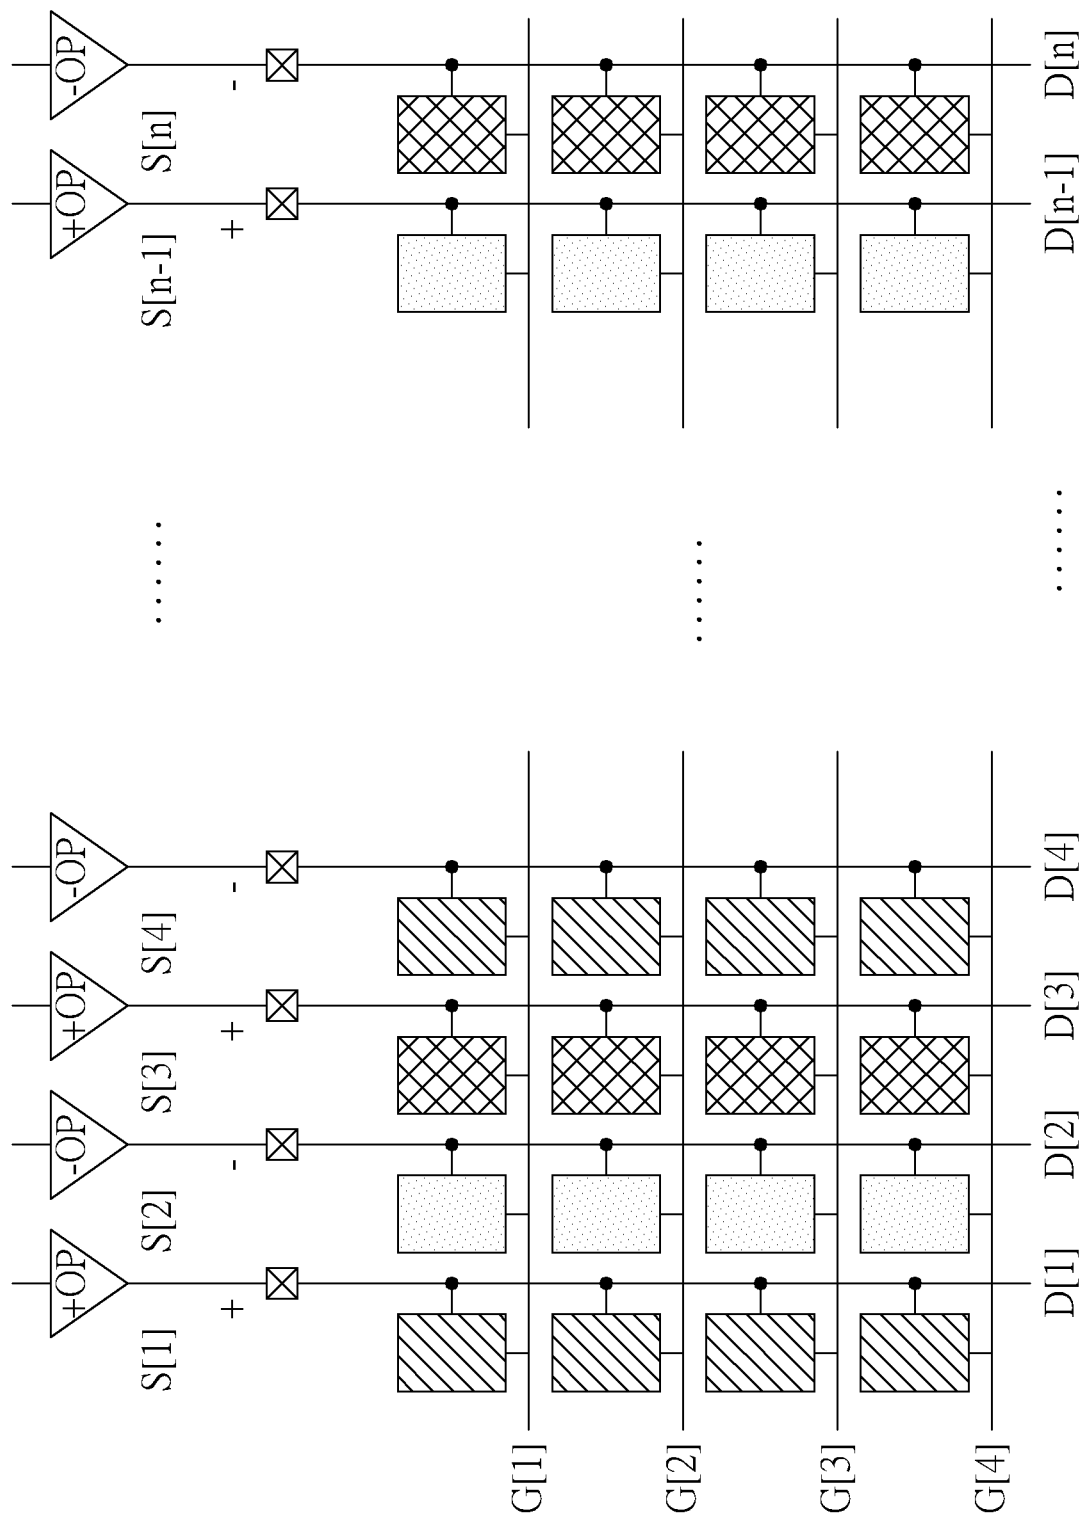 +OP -OP +OP -OP +OP -OP
S[1] S[2] S[3] S[4] ...... S[n-1] S[n]
+ - + - + -
G[1]
G[2]
......
G[3]
G[4]
D[1] D[2] D[3] D[4] ...... D[n-1] D[n]